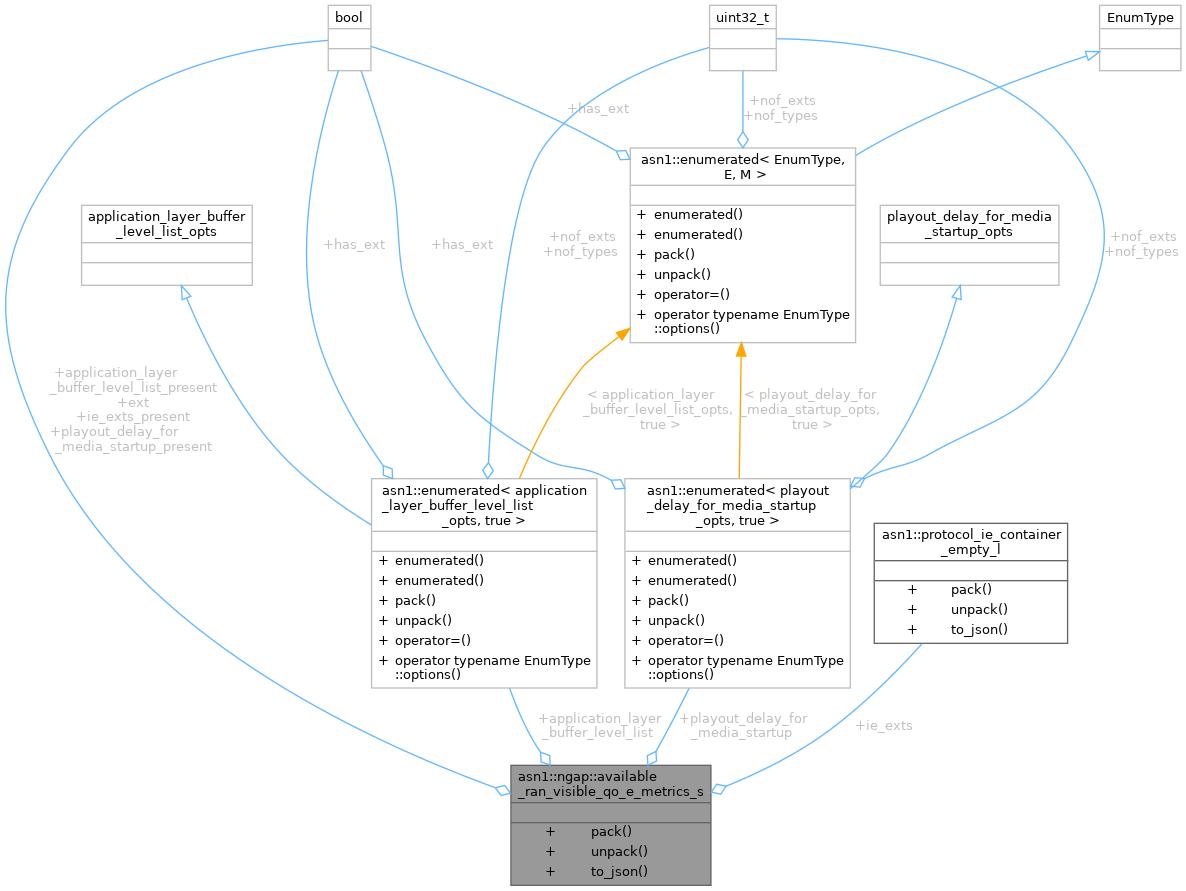 bool
uint32_t
EnumType
+has_ext
+nof_exts
+nof_types
asn1::enumerated< EnumType,
E, M >
+ enumerated()
+ enumerated()
+ pack()
+ unpack()
+ operator=()
+ operator typename EnumType
::options()
application_layer_buffer
_level_list_opts
playout_delay_for_media
_startup_opts
+has_ext
+has_ext
+nof_exts
+nof_types
+nof_exts
+nof_types
+application_layer
_buffer_level_list_present
+ext
+ie_exts_present
+playout_delay_for
_media_startup_present
< application_layer
_buffer_level_list_opts,
true >
< playout_delay_for
_media_startup_opts,
true >
asn1::enumerated< application
_layer_buffer_level_list
_opts, true >
+ enumerated()
+ enumerated()
+ pack()
+ unpack()
+ operator=()
+ operator typename EnumType
::options()
asn1::enumerated< playout
_delay_for_media_startup
_opts, true >
+ enumerated()
+ enumerated()
+ pack()
+ unpack()
+ operator=()
+ operator typename EnumType
::options()
asn1::protocol_ie_container
_empty_l
+ pack()
+ unpack()
+ to_json()
+application_layer
_buffer_level_list
+playout_delay_for
_media_startup
+ie_exts
asn1::ngap::available
_ran_visible_qo_e_metrics_s
+ pack()
+ unpack()
+ to_json()